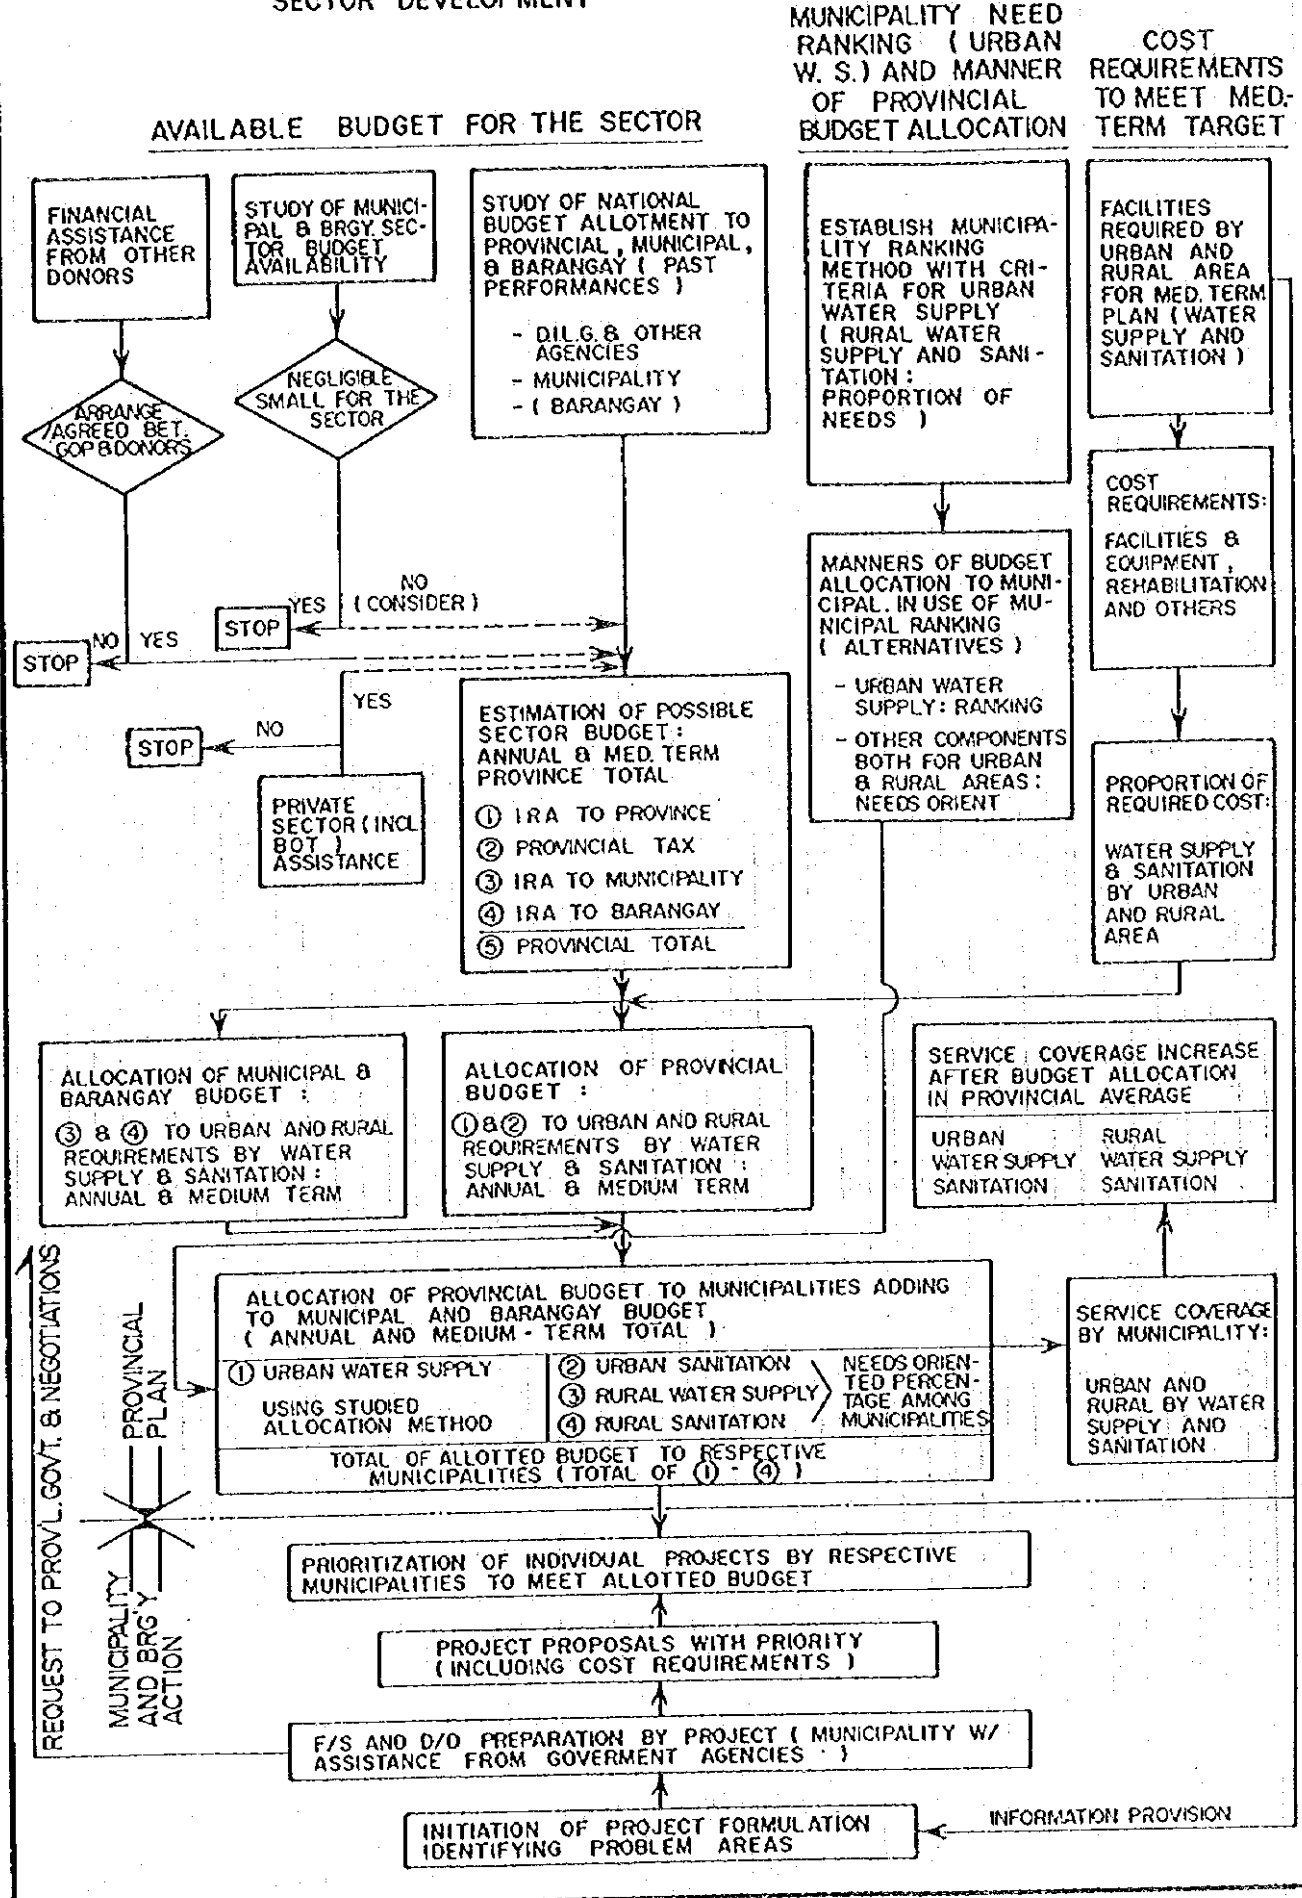 SECTOR DEVELOPMENT
AVAILABLE BUDGET FOR THE SECTOR
MUNICIPALITY NEED
RANKING ( URBAN
W. S.) AND MANNER
OF PROVINCIAL
BUDGET ALLOCATION
COST
REQUIREMENTS
TO MEET MED.-
TERM TARGET
FINANCIAL
ASSISTANCE
FROM OTHER
DONORS
STUDY OF MUNICI-
PAL & BRGY. SEC-
TOR BUDGET
AVAILABILITY
STUDY OF NATIONAL
BUDGET ALLOTMENT TO
PROVINCIAL, MUNICIPAL,
& BARANGAY ( PAST
PERFORMANCES )
- D.I.L.G. & OTHER
AGENCIES
- MUNICIPALITY
- ( BARANGAY )
ESTABLISH MUNICIPA-
LITY RANKING
METHOD WITH CRI-
TERIA FOR URBAN
WATER SUPPLY
( RURAL WATER
SUPPLY AND SANI-
TATION :
PROPORTION OF
NEEDS )
FACILITIES
REQUIRED BY
URBAN AND
RURAL AREA
FOR MED. TERM
PLAN ( WATER
SUPPLY AND
SANITATION )
ARRANGE
AGREED BET.
GOP & DONORS
NEGLIGIBLE
SMALL FOR THE
SECTOR
COST
REQUIREMENTS:
FACILITIES &
EQUIPMENT,
REHABILITATION
AND OTHERS
MANNERS OF BUDGET
ALLOCATION TO MUNI-
CIPAL. IN USE OF MU-
NICIPAL RANKING
( ALTERNATIVES )
- URBAN WATER
SUPPLY: RANKING
- OTHER COMPONENTS
BOTH FOR URBAN
& RURAL AREAS :
NEEDS ORIENT
NO
YES ( CONSIDER )
STOP
NO YES
STOP
YES
NO
STOP
PRIVATE
SECTOR ( INCL
BOT )
ASSISTANCE
ESTIMATION OF POSSIBLE
SECTOR BUDGET :
ANNUAL & MED. TERM
PROVINCE TOTAL
① IRA TO PROVINCE
② PROVINCIAL TAX
③ IRA TO MUNICIPALITY
④ IRA TO BARANGAY
⑤ PROVINCIAL TOTAL
PROPORTION OF
REQUIRED COST:
WATER SUPPLY
& SANITATION
BY URBAN
AND RURAL
AREA
ALLOCATION OF MUNICIPAL &
BARANGAY BUDGET :
③ & ④ TO URBAN AND RURAL
REQUIREMENTS BY WATER
SUPPLY & SANITATION :
ANNUAL & MEDIUM TERM
ALLOCATION OF PROVINCIAL
BUDGET :
① & ② TO URBAN AND RURAL
REQUIREMENTS BY WATER
SUPPLY & SANITATION :
ANNUAL & MEDIUM TERM
SERVICE COVERAGE INCREASE
AFTER BUDGET ALLOCATION
IN PROVINCIAL AVERAGE
URBAN RURAL
WATER SUPPLY WATER SUPPLY
SANITATION SANITATION
ALLOCATION OF PROVINCIAL BUDGET TO MUNICIPALITIES ADDING
TO MUNICIPAL AND BARANGAY BUDGET
( ANNUAL AND MEDIUM - TERM TOTAL )
① URBAN WATER SUPPLY
USING STUDIED
ALLOCATION METHOD
② URBAN SANITATION
③ RURAL WATER SUPPLY
④ RURAL SANITATION
NEEDS ORIEN-
TED PERCEN-
TAGE AMONG
MUNICIPALITIES
TOTAL OF ALLOTTED BUDGET TO RESPECTIVE
MUNICIPALITIES ( TOTAL OF ① - ④ )
SERVICE COVERAGE
BY MUNICIPALITY:
URBAN AND
RURAL BY WATER
SUPPLY AND
SANITATION
REQUEST TO PROV'L. GOV'T. & NEGOTIATIONS
PROVINCIAL
PLAN
MUNICIPALITY
AND BRG'Y
ACTION
PRIORITIZATION OF INDIVIDUAL PROJECTS BY RESPECTIVE
MUNICIPALITIES TO MEET ALLOTTED BUDGET
PROJECT PROPOSALS WITH PRIORITY
( INCLUDING COST REQUIREMENTS )
F/S AND D/D PREPARATION BY PROJECT ( MUNICIPALITY W/
ASSISTANCE FROM GOVERMENT AGENCIES )
INITIATION OF PROJECT FORMULATION
IDENTIFYING PROBLEM AREAS
INFORMATION PROVISION